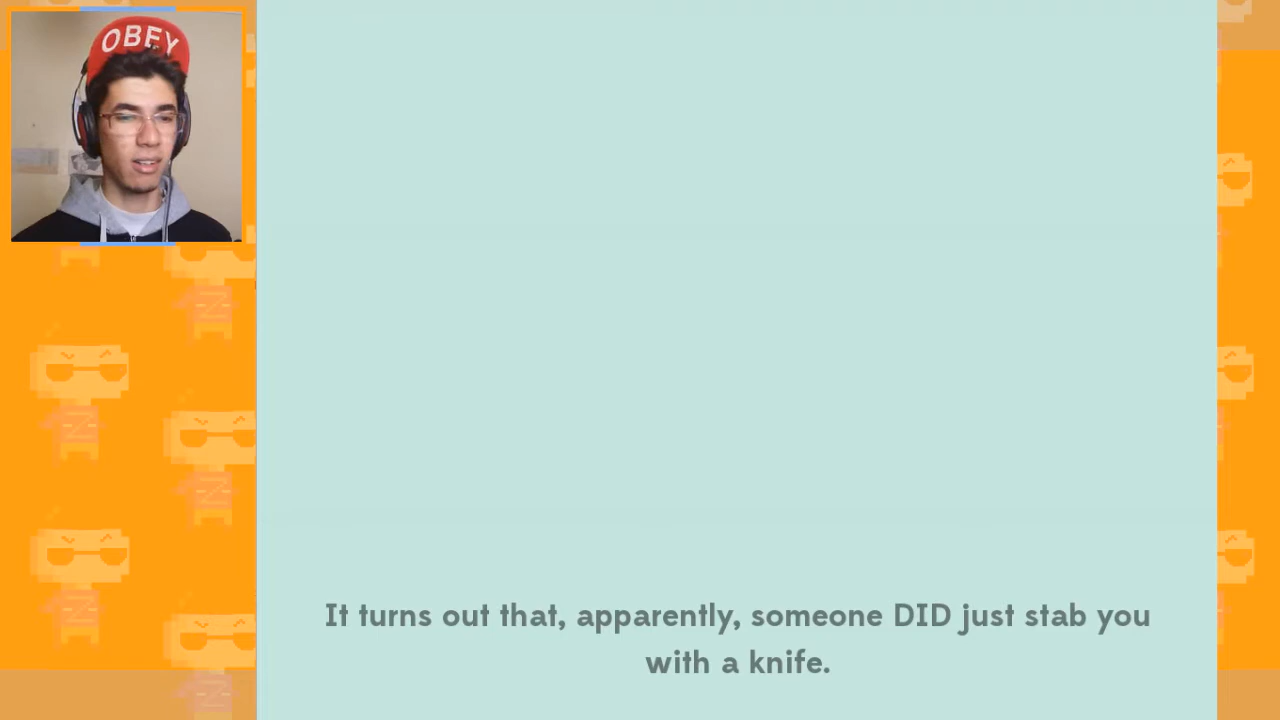 OBEY
It turns out that, apparently, someone DID just stab you
with a knife.